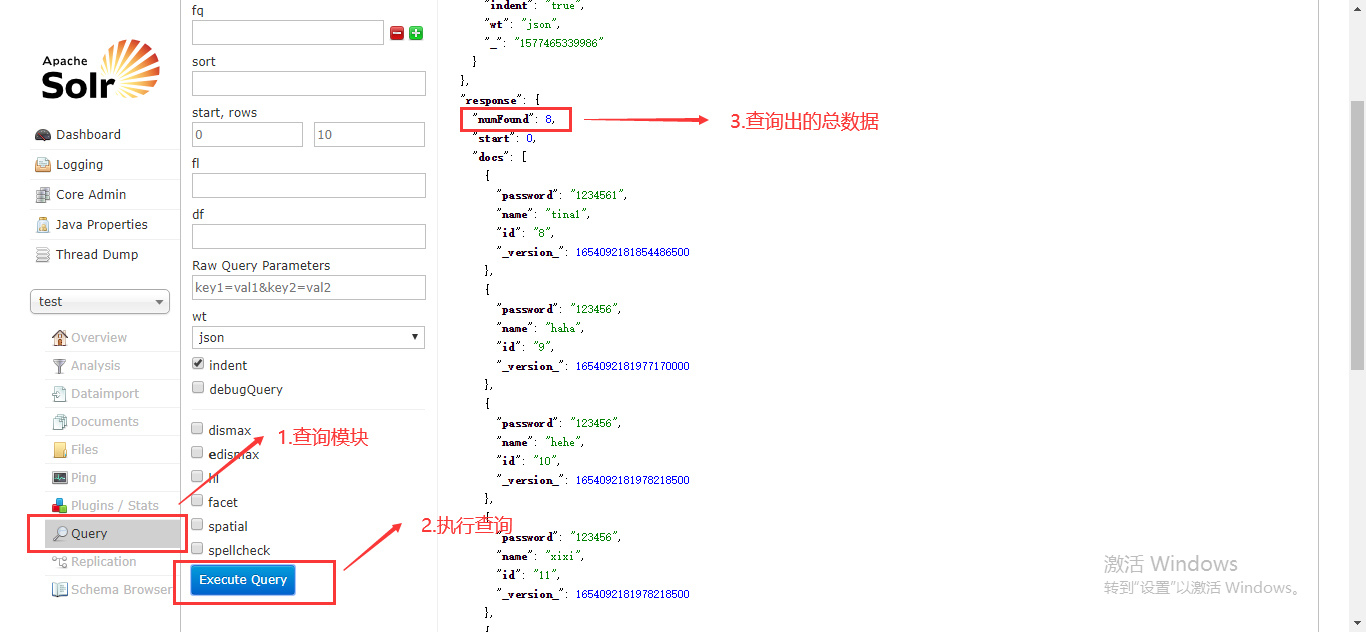 Apache
Solr
Dashboard
Logging
Core Admin
Java Properties
Thread Dump
test
Overview
Analysis
Dataimport
Documents
Files
Ping
Plugins / Stats
Query
Replication
Schema Browser
fq
sort
start, rows
0 10
fl
df
Raw Query Parameters
key1=val1&key2=val2
wt
json
indent
debugQuery
dismax
edismax
hl
facet
spatial
spellcheck
Execute Query
1.查询模块
2.执行查询
"indent": "true",
"wt": "json",
"_": "1577465339986"
}
},
"response": {
"numFound": 8,
3.查询出的总数据
"start": 0,
"docs": [
{
"password": "1234561",
"name": "tina1",
"id": "8",
"_version_": 1654092181854486500
},
{
"password": "123456",
"name": "haha",
"id": "9",
"_version_": 1654092181977170000
},
{
"password": "123456",
"name": "hehe",
"id": "10",
"_version_": 1654092181978218500
},
{
"password": "123456",
"name": "xixi",
"id": "11",
"_version_": 1654092181978218500
},
{
激活 Windows
转到"设置"以激活 Windows。